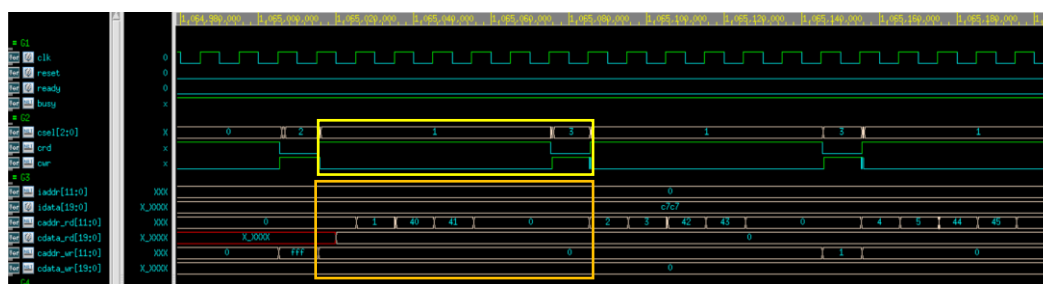 1,064,980,000 1,065,000,000 1,065,020,000 1,065,040,000 1,065,060,000 1,065,080,000 1,065,100,000 1,065,120,000 1,065,140,000 1,065,160,000 1,065,180,000
= G1
clk 0
reset 0
ready 0
busy x
= G2
csel[2:0] X 0 2 1 3 1 3 1
crd x
cwr x
= G3
iaddr[11:0] XXX 0
idata[19:0] X_XXXX c7c7
caddr_rd[11:0] XXX 0 1 40 41 0 2 3 42 43 0 4 5 44 45
cdata_rd[19:0] X_XXXX X_XXXX 0
caddr_wr[11:0] XXX 0 fff 0 1 0
cdata_wr[19:0] X_XXXX 0
G4